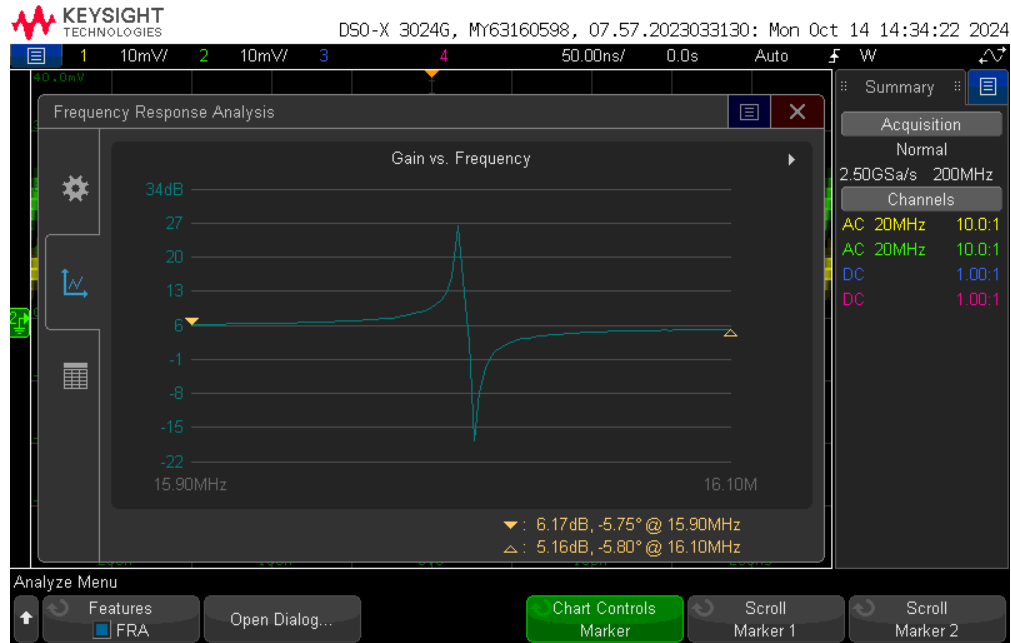 KEYSIGHT
TECHNOLOGIES
DSO-X 3024G, MY63160598, 07.57.2023033130: Mon Oct 14 14:34:22 2024
1 10mV/ 2 10mV/ 3 4 50.00ns/ 0.0s Auto W
40.0mV
Summary
Frequency Response Analysis
Acquisition
Normal
2.50GSa/s 200MHz
Channels
AC 20MHz 10.0:1
AC 20MHz 10.0:1
DC 1.00:1
DC 1.00:1
Gain vs. Frequency
34dB
27
20
13
6
-1
-8
-15
-22
15.90MHz 16.10M
: 6.17dB, -5.75° @ 15.90MHz
: 5.16dB, -5.80° @ 16.10MHz
Analyze Menu
Features
FRA
Open Dialog...
Chart Controls
Marker
Scroll
Marker 1
Scroll
Marker 2